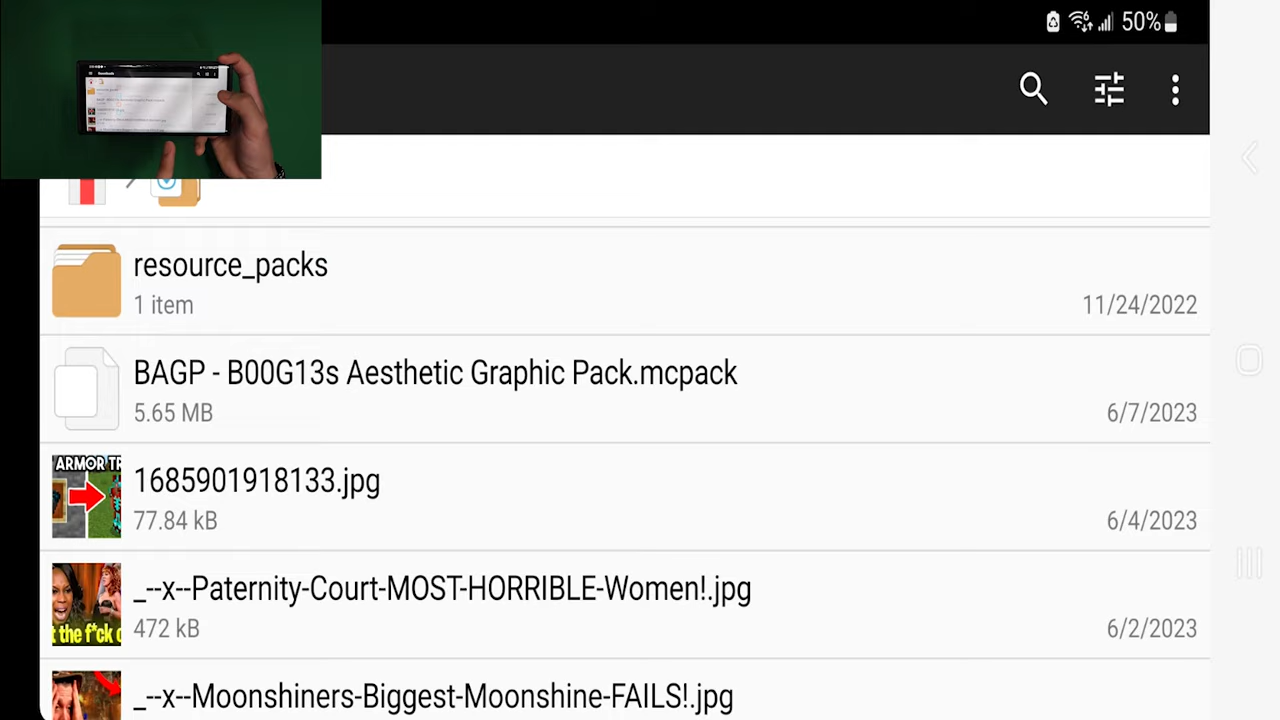 50%
resource_packs
1 item
11/24/2022
BAGP - B00G13s Aesthetic Graphic Pack.mcpack
5.65 MB
6/7/2023
ARMOR TR
1685901918133.jpg
77.84 kB
6/4/2023
_--x--Paternity-Court-MOST-HORRIBLE-Women!.jpg
t the f*ck o
472 kB
6/2/2023
_--x--Moonshiners-Biggest-Moonshine-FAILS!.jpg